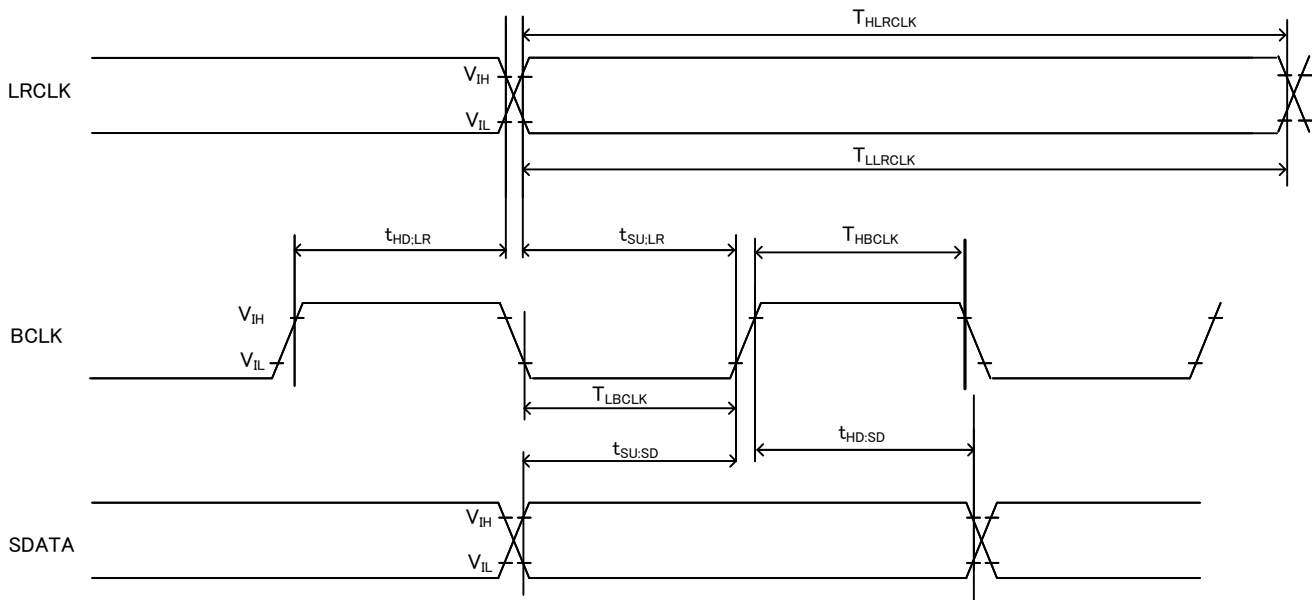 T_HLRCLK
LRCLK
V_IH
V_IL
T_LLRCLK
t_HD;LR
t_SU;LR
T_HBCLK
BCLK
V_IH
V_IL
T_LBCLK
t_SU:SD
t_HD:SD
SDATA
V_IH
V_IL